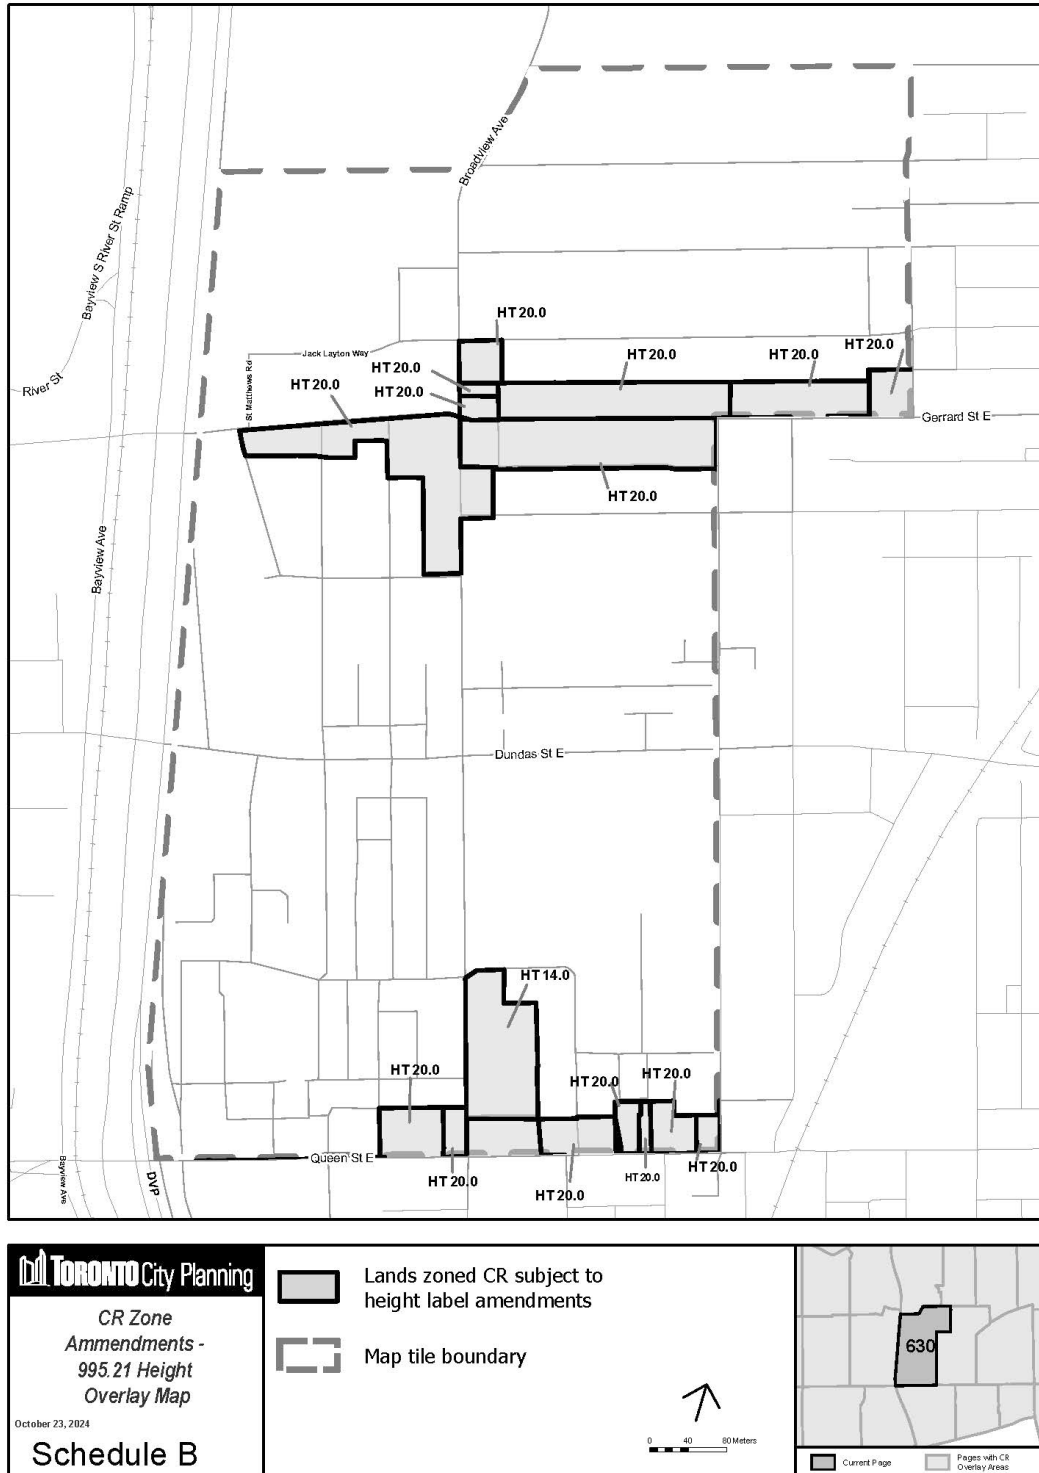 Broadview Ave
Bayview S River St Ramp
River St
HT 20.0
Jack Layton Way
HT 20.0
HT 20.0
HT 20.0
HT 20.0
HT 20.0
HT 20.0
St Matthews Rd
HT 20.0
Gerrard St E
HT 20.0
Bayview Ave
Dundas St E
HT 14.0
HT 20.0
HT 20.0
HT 20.0
Queen St E
HT 20.0
HT 20.0
HT 20.0
HT 20.0
Bayview Ave
DVP
TORONTO City Planning
CR Zone
Ammendments -
995.21 Height
Overlay Map
October 23, 2024
Schedule B
Lands zoned CR subject to
height label amendments
Map tile boundary
0 40 80 Meters
630
Current Page
Pages with CR
Overlay Areas